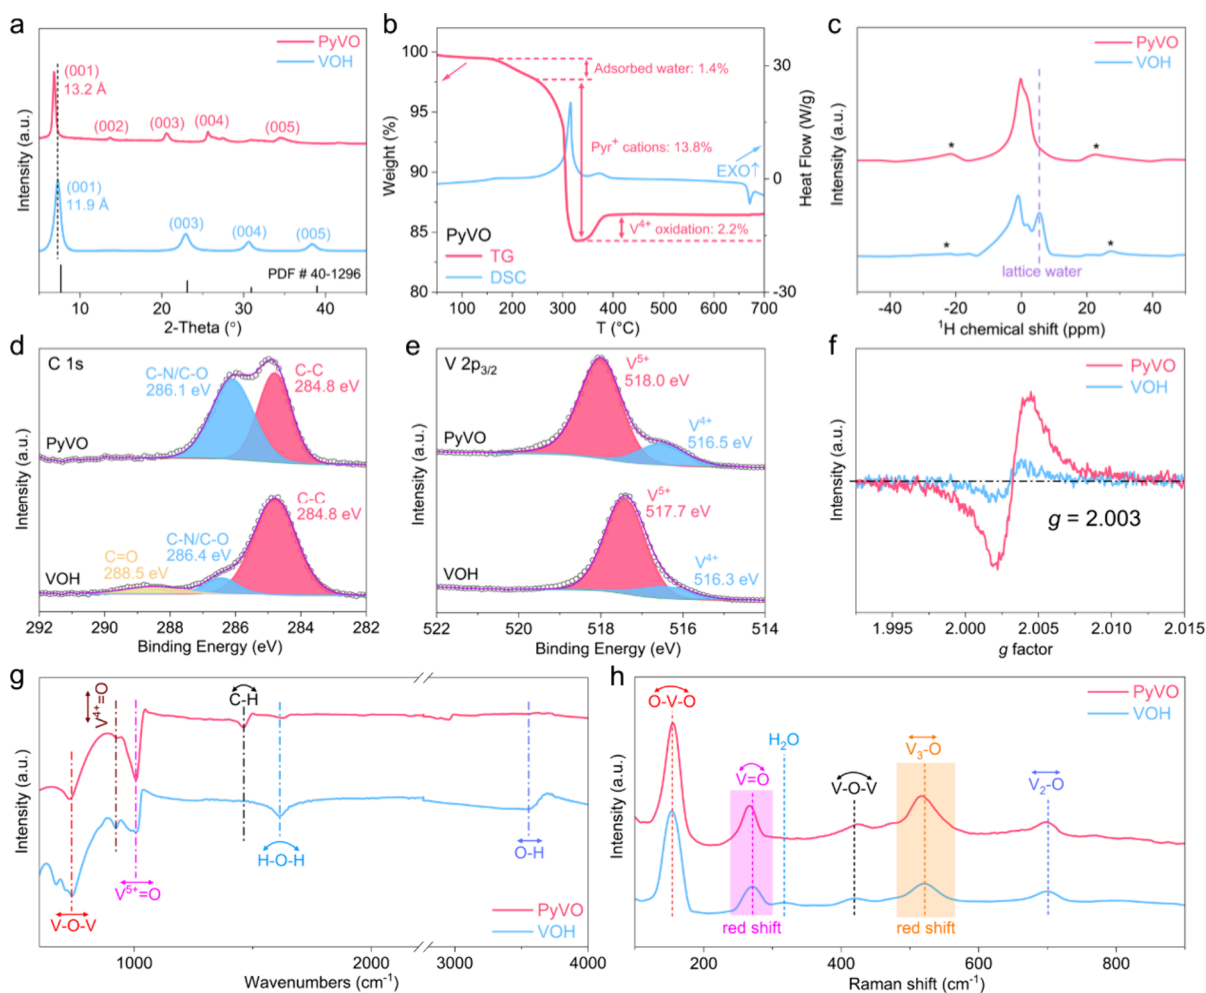 a
PyVO
VOH
(001)
13.2 Å
(002)
(003)
(004)
(005)
(001)
11.9 Å
(003)
(004)
(005)
PDF # 40-1296
Intensity (a.u.)
10
20
30
40
2-Theta (°)
b
100
95
90
85
80
Weight (%)
Adsorbed water: 1.4%
Pyr⁺ cations: 13.8%
EXO↑
V⁴⁺ oxidation: 2.2%
PyVO
TG
DSC
30
0
-30
Heat Flow (W/g)
100
200
300
400
500
600
700
T (°C)
c
PyVO
VOH
*
*
*
*
lattice water
Intensity (a.u.)
-40
-20
0
20
40
¹H chemical shift (ppm)
d
C 1s
C-N/C-O
286.1 eV
C-C
284.8 eV
PyVO
C-C
284.8 eV
C-N/C-O
286.4 eV
C=O
288.5 eV
VOH
Intensity (a.u.)
292
290
288
286
284
282
Binding Energy (eV)
e
V 2p₃/₂
V⁵⁺
518.0 eV
V⁴⁺
516.5 eV
PyVO
V⁵⁺
517.7 eV
V⁴⁺
516.3 eV
VOH
Intensity (a.u.)
522
520
518
516
514
Binding Energy (eV)
f
PyVO
VOH
g = 2.003
Intensity (a.u.)
1.995
2.000
2.005
2.010
2.015
g factor
g
V⁴⁺=O
C-H
H-O-H
O-H
V⁵⁺=O
V-O-V
PyVO
VOH
Intensity (a.u.)
1000
2000
3000
4000
Wavenumbers (cm⁻¹)
h
PyVO
VOH
O-V-O
V=O
H₂O
V-O-V
V₃-O
V₂-O
red shift
red shift
Intensity (a.u.)
200
400
600
800
Raman shift (cm⁻¹)